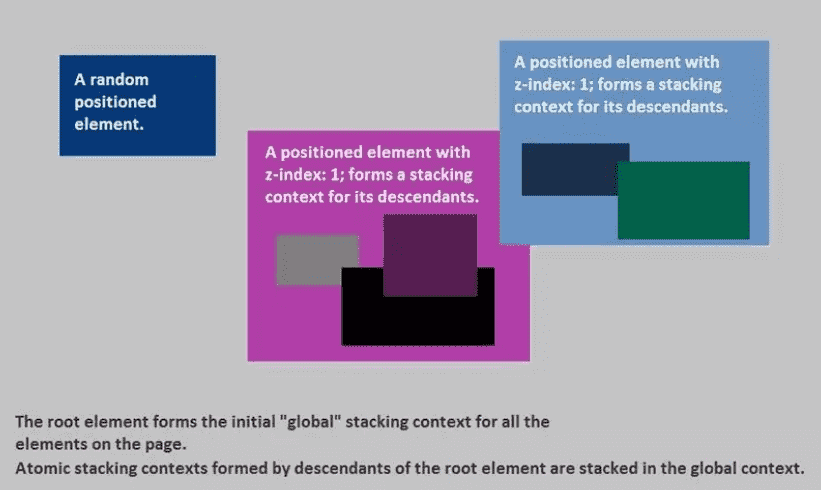 A random
positioned
element.
A positioned element with
z-index: 1; forms a stacking
context for its descendants.
A positioned element with
z-index: 1; forms a stacking
context for its descendants.
The root element forms the initial "global" stacking context for all the
elements on the page.
Atomic stacking contexts formed by descendants of the root element are stacked in the global context.